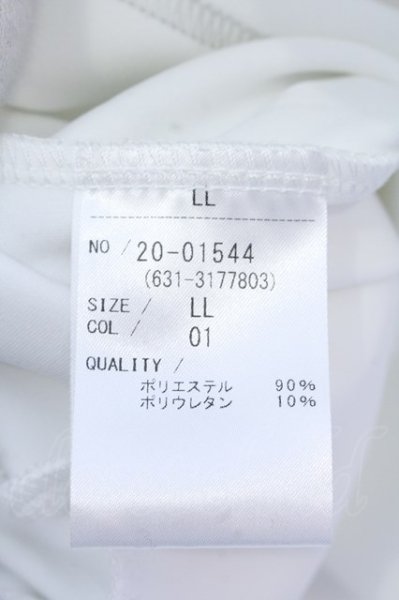 LL
NO / 20-01544
(631-3177803)
SIZE / LL
COL / 01
QUALITY /
ポリエステル 90%
ポリウレタン 10%